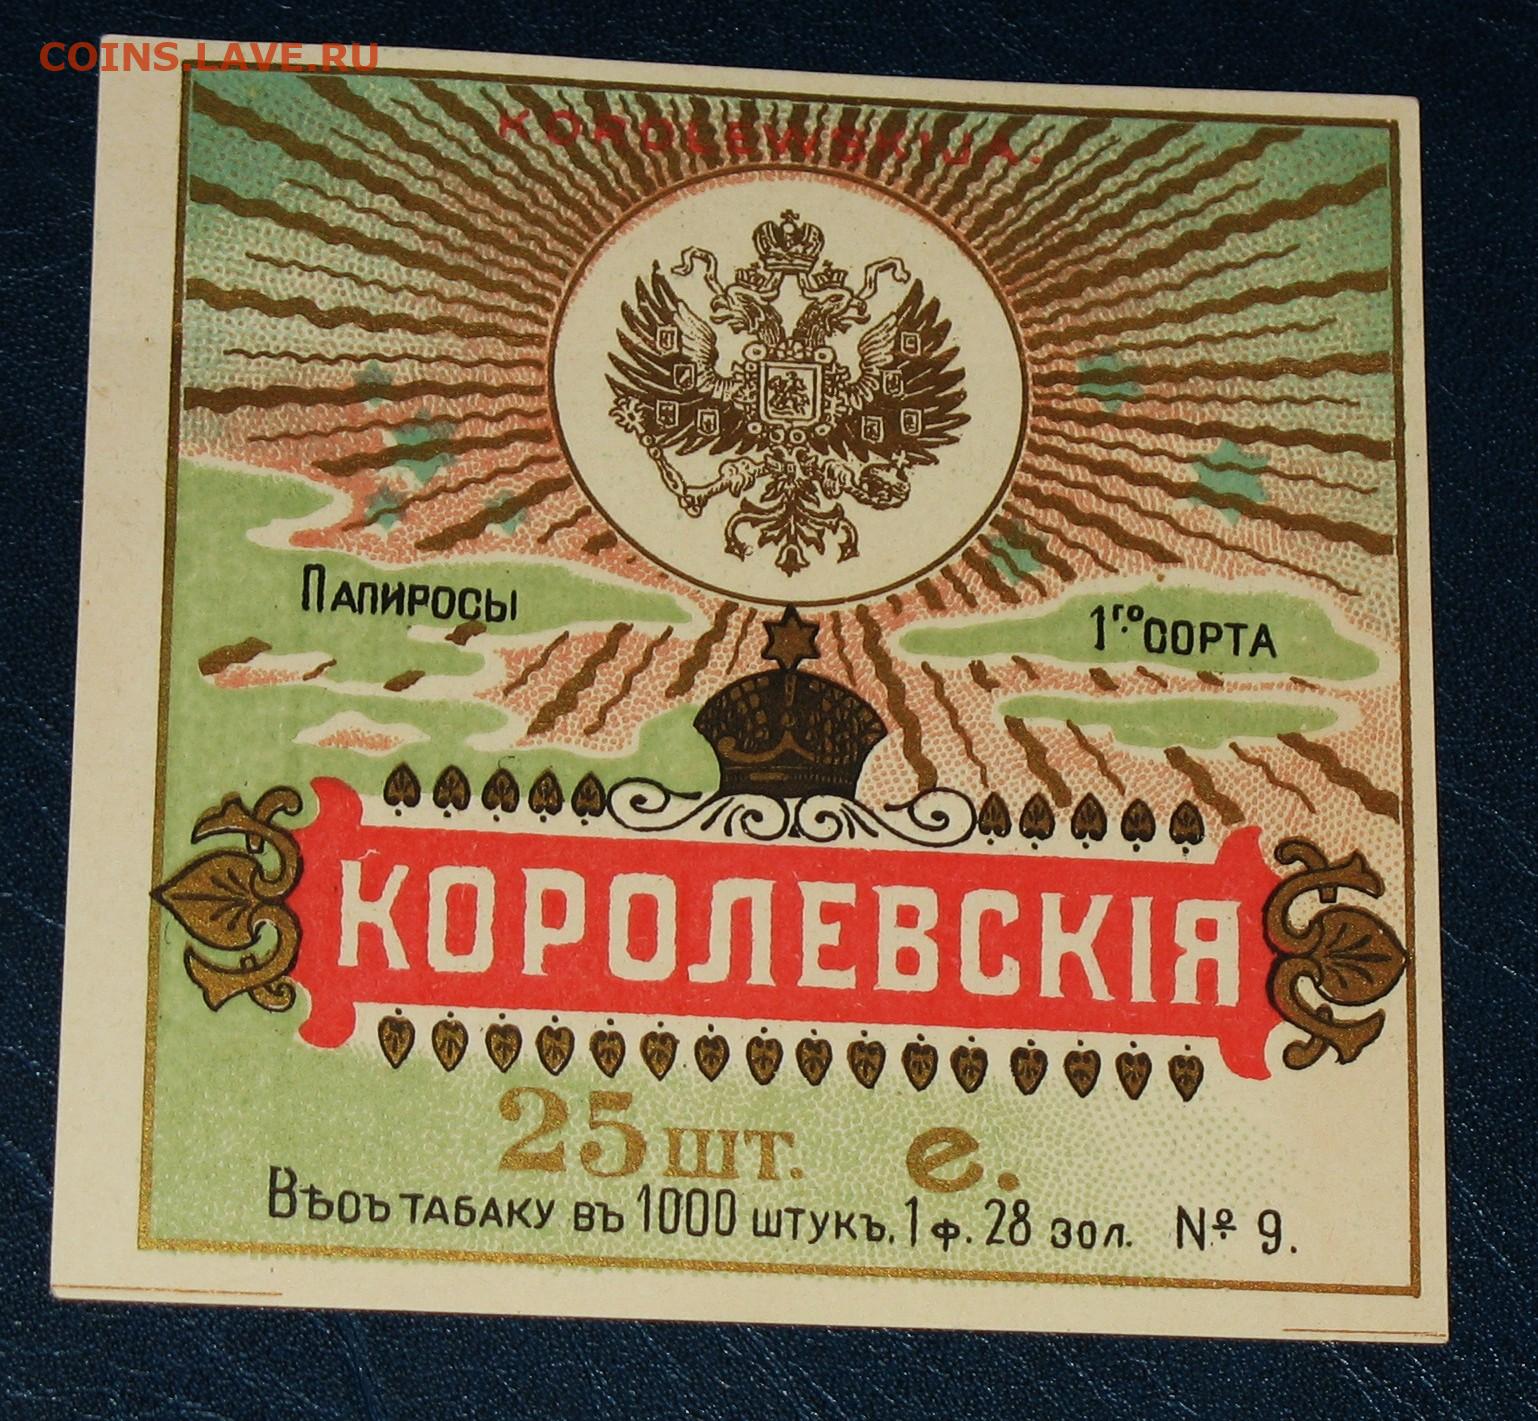 COINS.LAVE.RU
KOROLEWSKIJA.
Папиросы
1го сорта
КОРОЛЕВСКIЯ
25 шт. е.
Вѣсъ табаку въ 1000 штукъ. 1 ф. 28 зол. № 9.